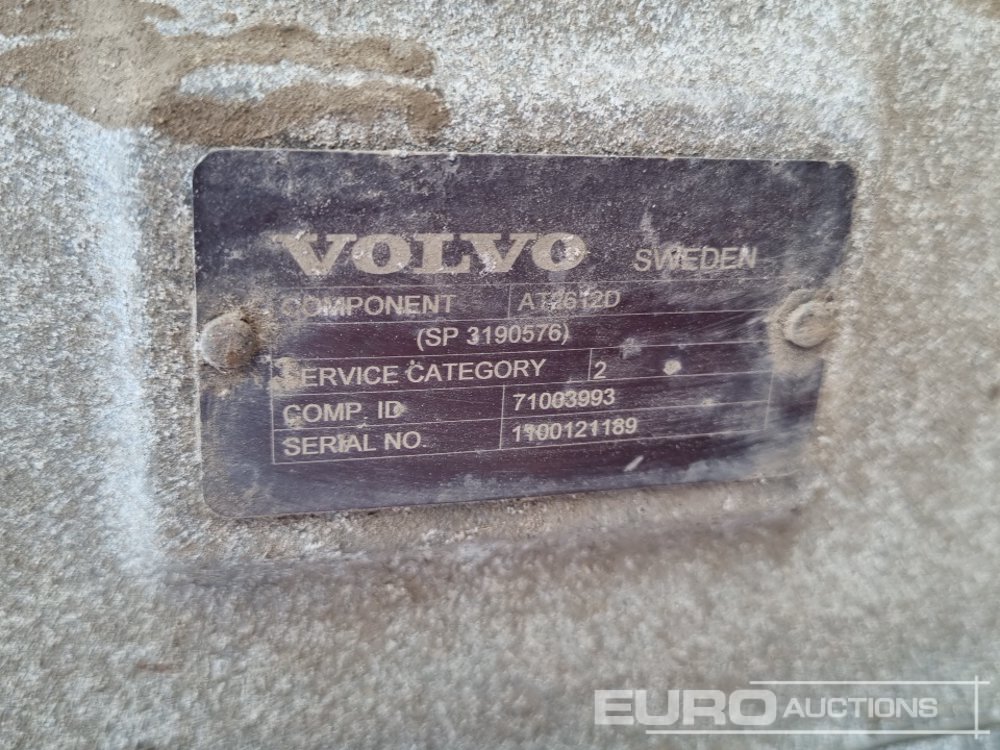 VOLVO SWEDEN
COMPONENT AT2612D
(SP 3190576)
SERVICE CATEGORY 2
COMP. ID 71003993
SERIAL NO. 1100121189
EURO AUCTIONS